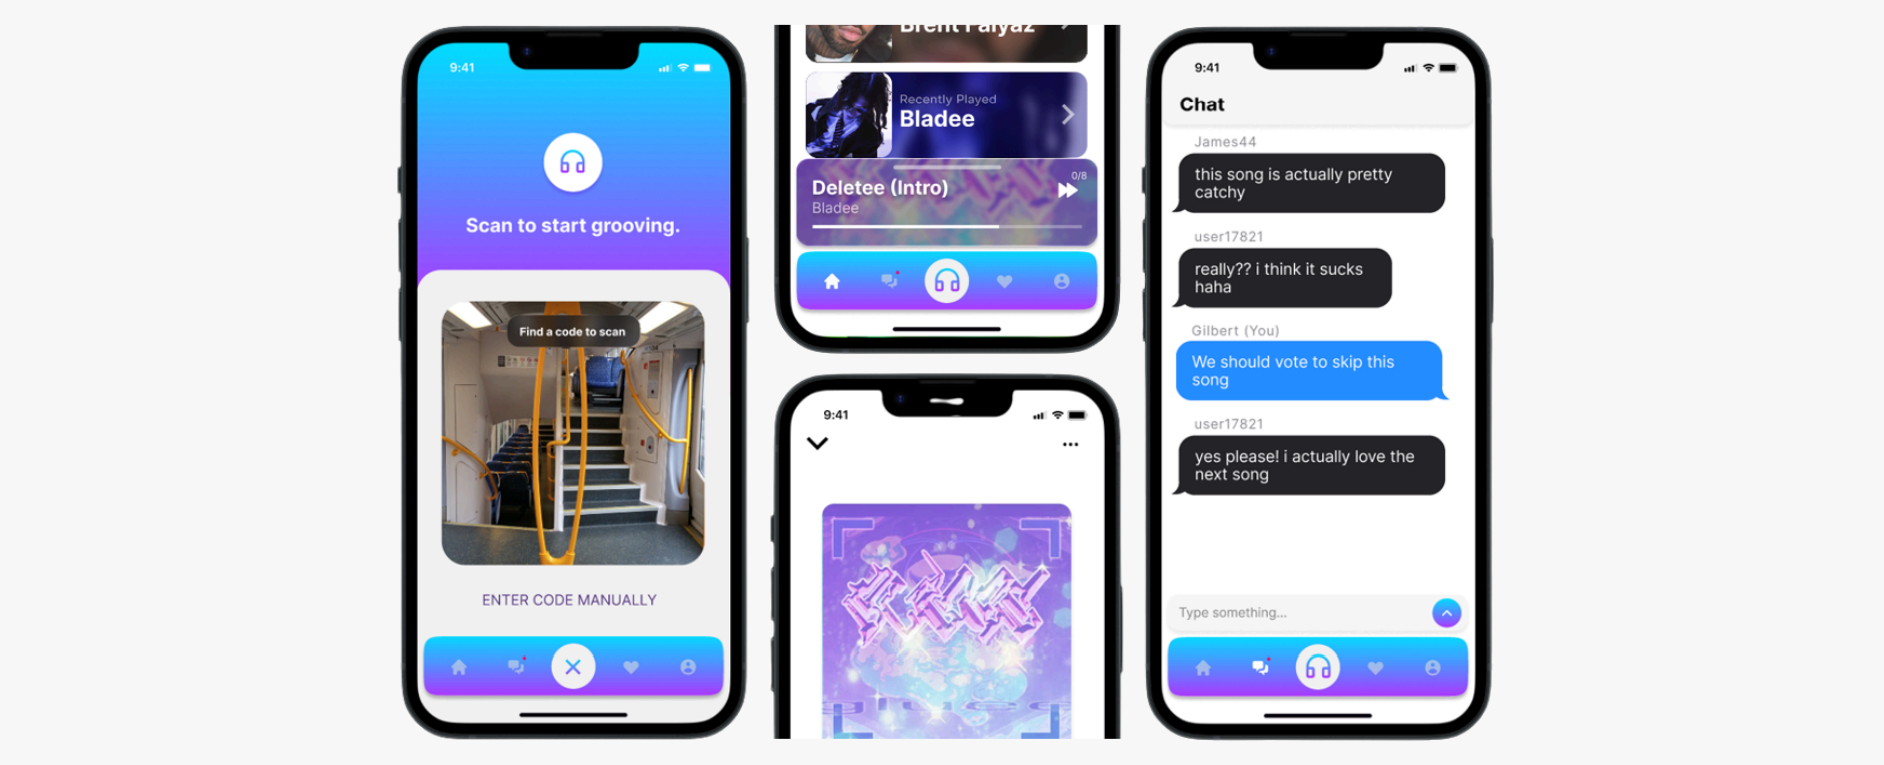 9:41
Scan to start grooving.
Find a code to scan
ENTER CODE MANUALLY
Brent Faiyaz
Recently Played
Bladee
0/8
Deletee (Intro)
Bladee
9:41
9:41
Chat
James44
this song is actually pretty
catchy
user17821
really?? i think it sucks
haha
Gilbert (You)
We should vote to skip this
song
user17821
yes please! i actually love the
next song
Type something...